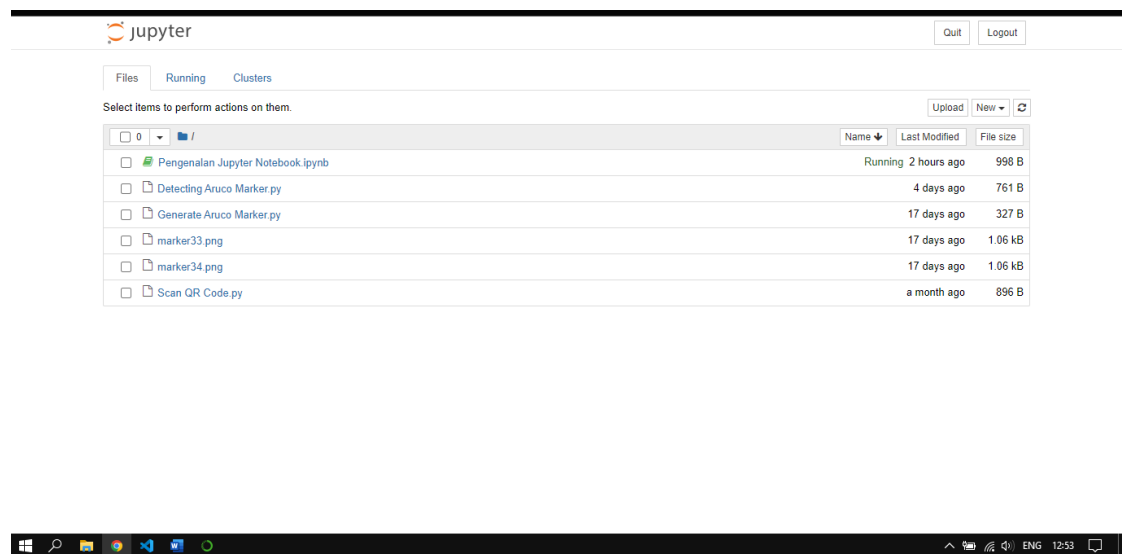 jupyter Quit Logout
Files Running Clusters
Select items to perform actions on them. Upload New
0 / Name Last Modified File size
Pengenalan Jupyter Notebook.ipynb Running 2 hours ago 998 B
Detecting Aruco Marker.py 4 days ago 761 B
Generate Aruco Marker.py 17 days ago 327 B
marker33.png 17 days ago 1.06 kB
marker34.png 17 days ago 1.06 kB
Scan QR Code.py a month ago 896 B
ENG 12:53